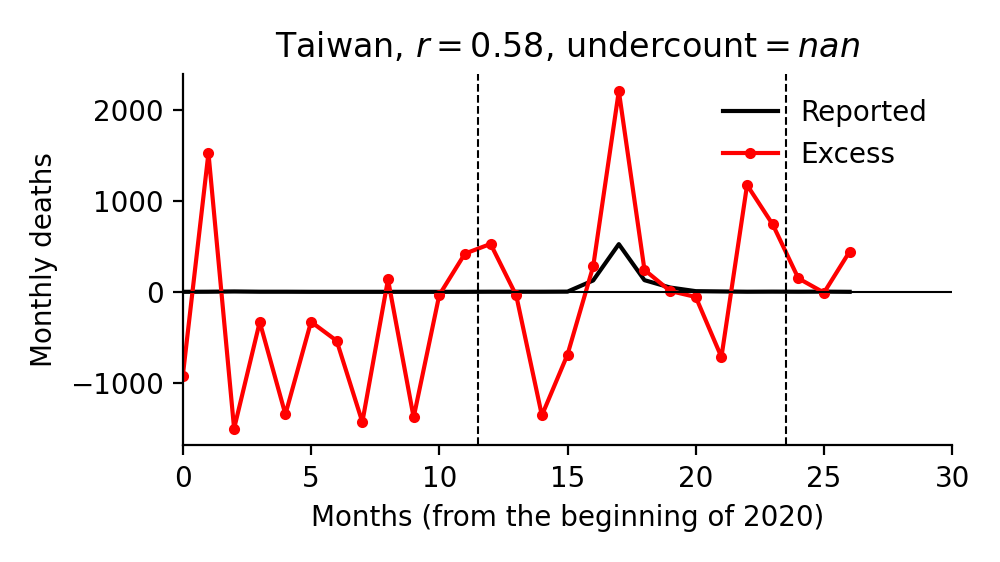 Taiwan, r = 0.58, undercount = nan
Monthly deaths
2000
1000
0
−1000
Reported
Excess
0 5 10 15 20 25 30
Months (from the beginning of 2020)